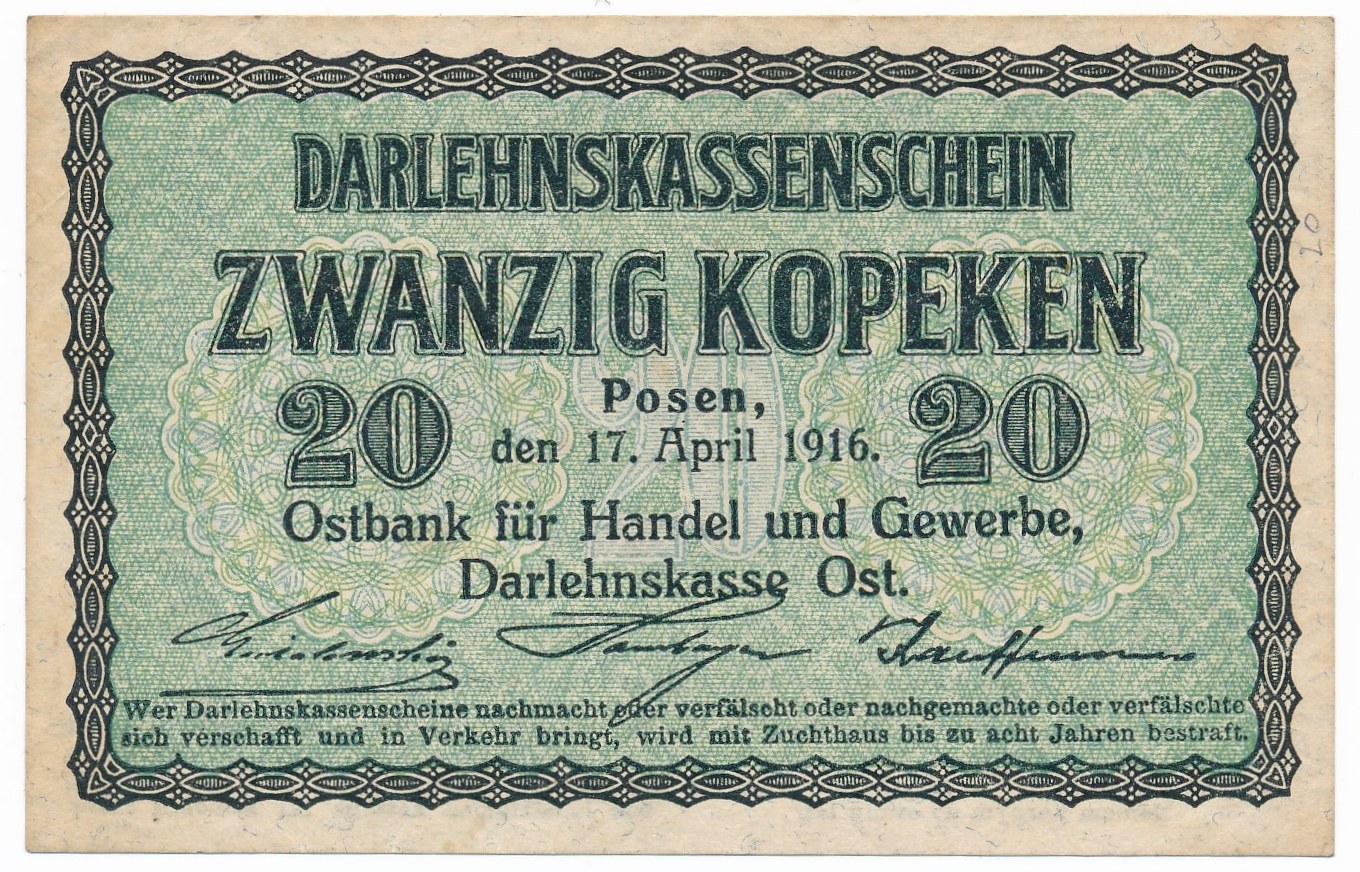 DARLEHNSKASSENSCHEIN
ZWANZIG KOPEKEN
20 Posen, 20
den 17. April 1916.
Ostbank für Handel und Gewerbe,
Darlehnskasse Ost.
Wer Darlehnskassenscheine nachmacht oder verfälscht oder nachgemachte oder verfälschte
sich verschafft und in Verkehr bringt, wird mit Zuchthaus bis zu acht Jahren bestraft.
20